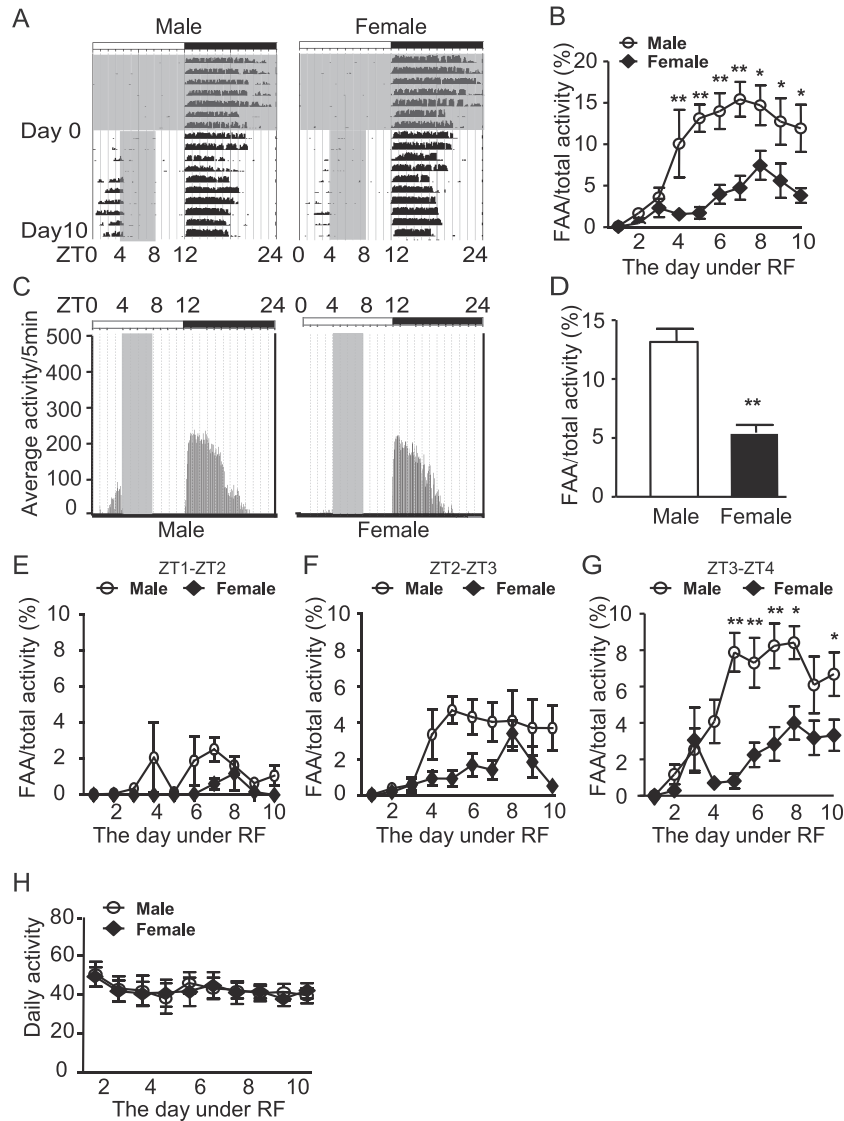 A
Male
Female
Day 0
Day10
ZT0 4 8 12 24
0 4 8 12 24
B
Male
Female
FAA/total activity (%)
20
15
10
5
0
** ** ** ** * * *
2 4 6 8 10
The day under RF
C
ZT0 4 8 12 24
0 4 8 12 24
Average activity/5min
500
400
300
200
100
0
Male
Female
D
FAA/total activity (%)
15
10
5
0
**
Male Female
E
ZT1-ZT2
Male Female
FAA/total activity (%)
10
8
6
4
2
0
2 4 6 8 10
The day under RF
F
ZT2-ZT3
Male Female
FAA/total activity (%)
10
8
6
4
2
0
2 4 6 8 10
The day under RF
G
ZT3-ZT4
Male Female
FAA/total activity (%)
10
8
6
4
2
0
** ** ** * *
2 4 6 8 10
The day under RF
H
Male
Female
Daily activity
80
60
40
20
0
2 4 6 8 10
The day under RF